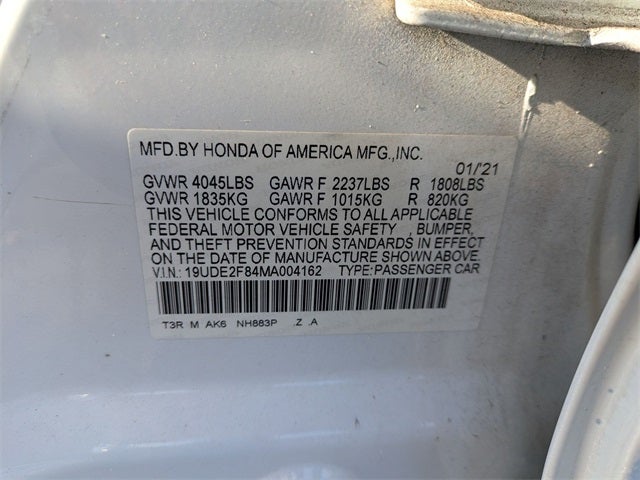 MFD.BY HONDA OF AMERICA MFG.,INC.
01/'21
GVWR 4045LBS GAWR F 2237LBS R 1808LBS
GVWR 1835KG GAWR F 1015KG R 820KG
THIS VEHICLE CONFORMS TO ALL APPLICABLE
FEDERAL MOTOR VEHICLE SAFETY , BUMPER,
AND THEFT PREVENTION STANDARDS IN EFFECT
ON THE DATE OF MANUFACTURE SHOWN ABOVE.
V.I.N.: 19UDE2F84MA004162 TYPE:PASSENGER CAR
T3R M AK6 NH883P .Z .A